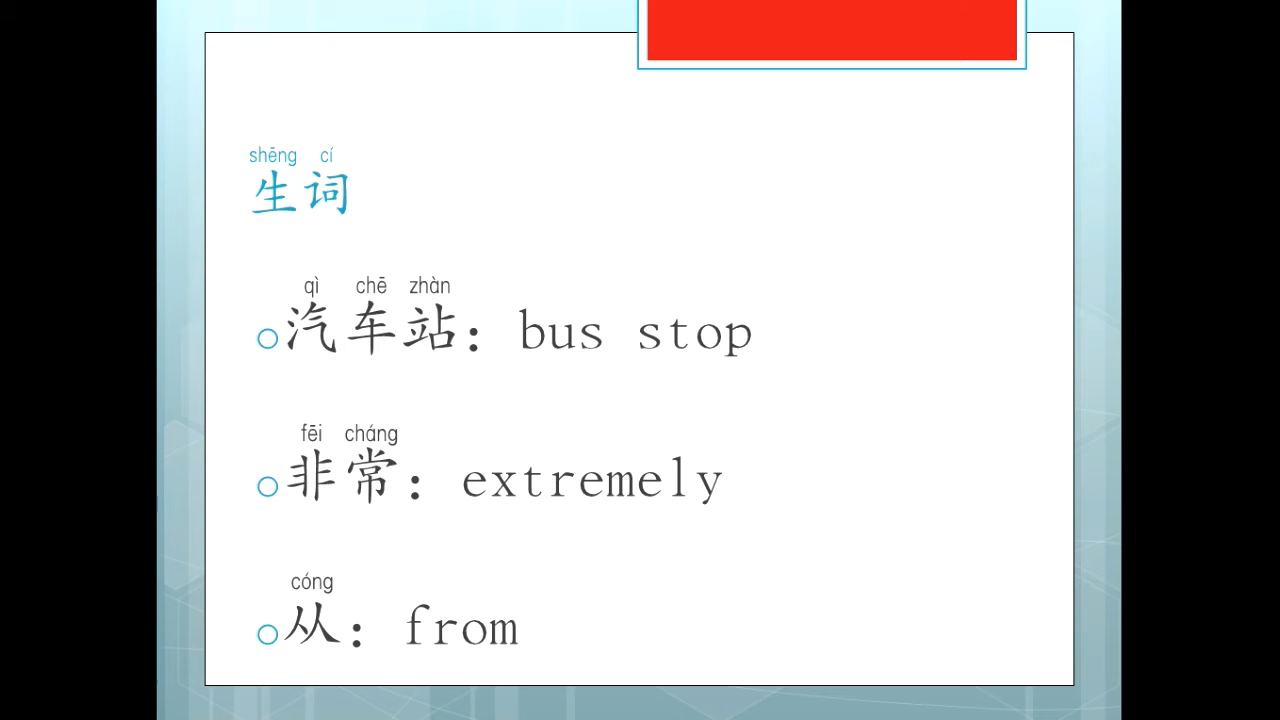 shēng cí
生词
qì chē zhàn
汽车站：bus stop
fēi cháng
非常：extremely
cóng
从：from